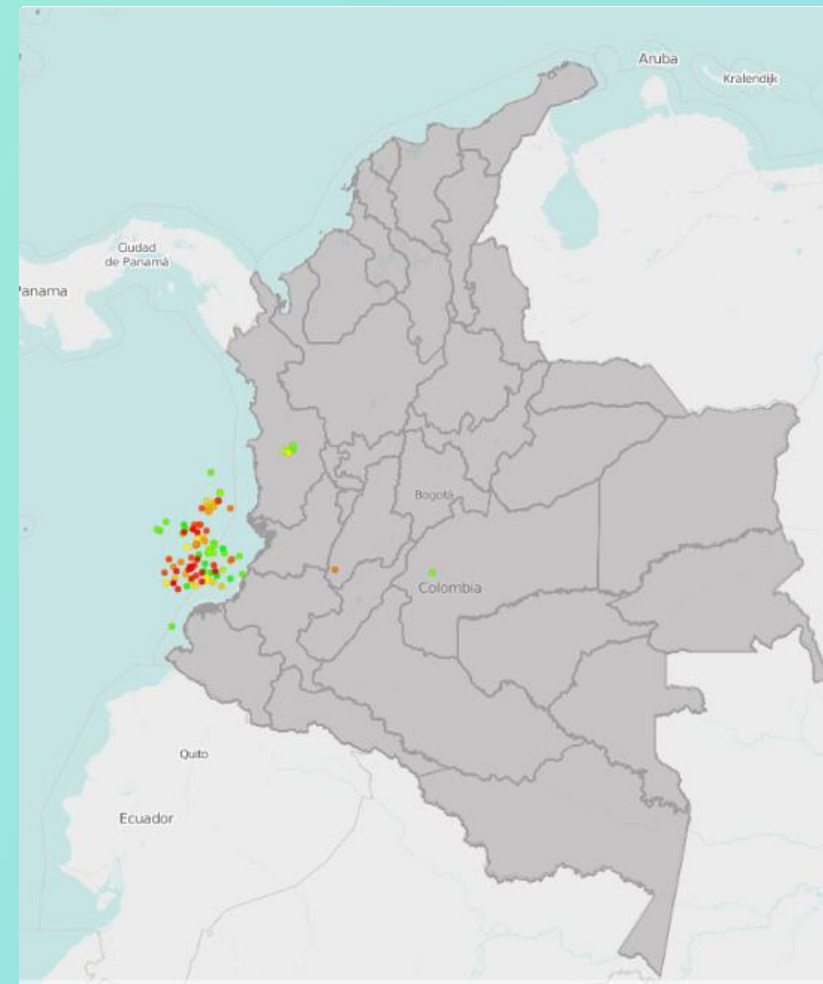 Aruba
Kralendijk
Ciudad
de Panamá
Panama
Bogotá
Colombia
Quito
Ecuador